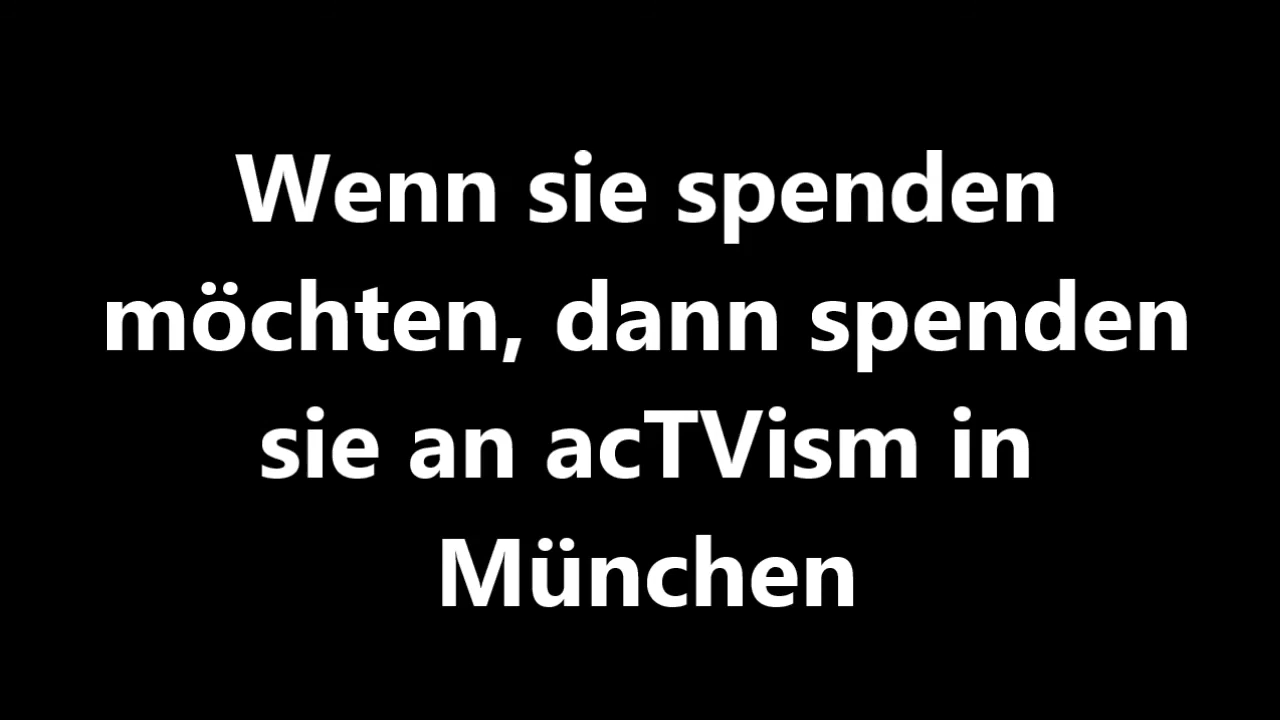 Wenn sie spenden
möchten, dann spenden
sie an acTVism in
München